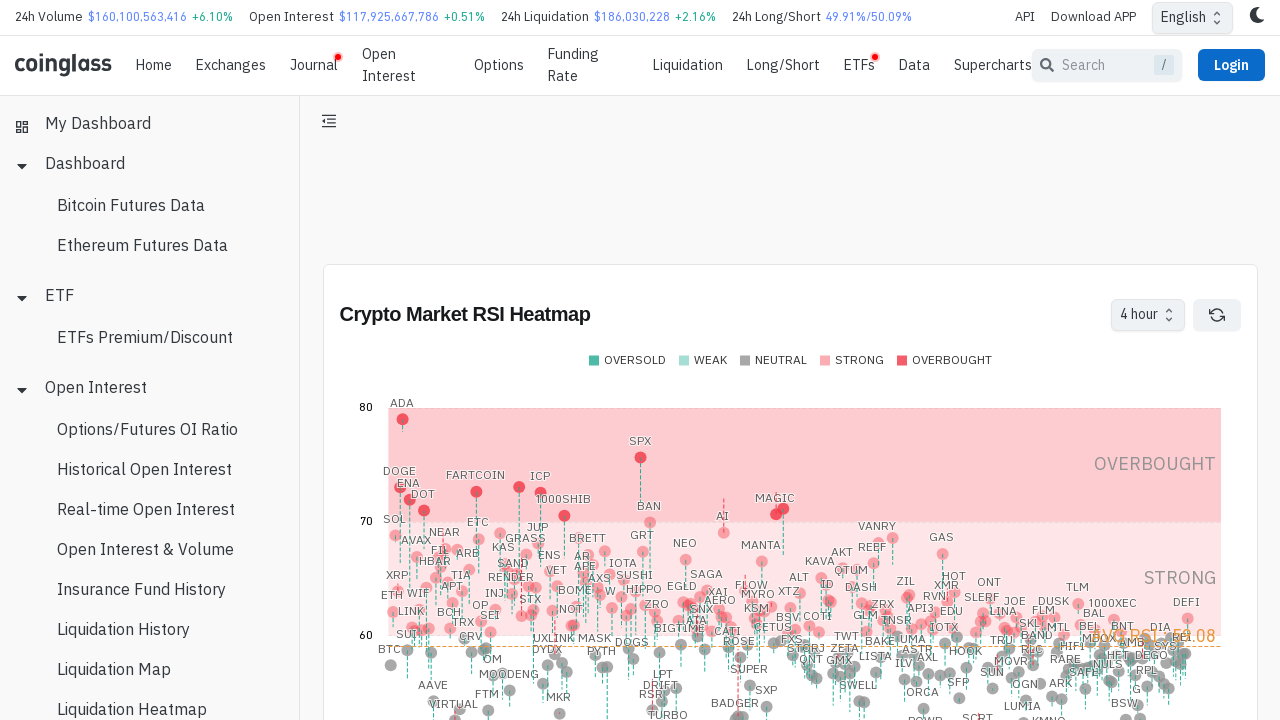 24h Volume $160,100,563,416 +6.10% Open Interest $117,925,667,786 +0.51% 24h Liquidation $186,030,228 +2.16% 24h Long/Short 49.91%/50.09% API Download APP English
coinglass Home Exchanges Journal Open Interest Options Funding Rate Liquidation Long/Short ETFs Data Supercharts Search / Login
My Dashboard
Dashboard
Bitcoin Futures Data
Ethereum Futures Data
ETF
ETFs Premium/Discount
Open Interest
Options/Futures OI Ratio
Historical Open Interest
Real-time Open Interest
Open Interest & Volume
Insurance Fund History
Liquidation History
Liquidation Map
Liquidation Heatmap
Crypto Market RSI Heatmap
4 hour
OVERSOLD WEAK NEUTRAL STRONG OVERBOUGHT
80
ADA
SPX
OVERBOUGHT
DOGE FARTCOIN ICP
ENA
DOT 1000SHIB MAGIC
BAN
70
SOL ETC AI
NEAR JUP VANRY
AVAX GRASS BRETT GRT NEO GAS
FIL KAS MANTA REEF
ARB ENS AR AKT
HBAR SAND IOTA KAVA
APE VET OTUM
XRP TIA RENDER AXS SUSHI SAGA ALT HOT STRONG
APT EGLD FLOW ID DASH ZIL XMR ONT
ETH WIF INJ BOME W HIPPO XAI MYRO XTZ RVN SLERF TLM
OP STX ZRO AERO ZRX JOE DUSK 1000XEC DEFI
LINK BCH SEI NOT SNX KSM API3 EDU LINA FLM BAL
TRX ATA BSV COTI GLM TNSR SKL
60
SUI CRV UXLINK MASK BIGTIME CATI CETUS IOTX MTL BEL BNT DIA
DOGS ROSE FXS TWT BAKE UMA TRU BAND
BTC DYDX PYTH STORJ ZETA ASTR HOOK RLC HIFI AMB SYS
OM ONT GMX LISTA AXL MOVR RARE HFT DEGO
MOODENG LPT SUPER ILV SUN SAFE NULS RPL
AAVE DRIFT SXP SWELL SFP OGN ARK G
FTM MKR RSR ORCA
VIRTUAL BADGER LUMIA BSW
TURBO POWR SCRT KMNO